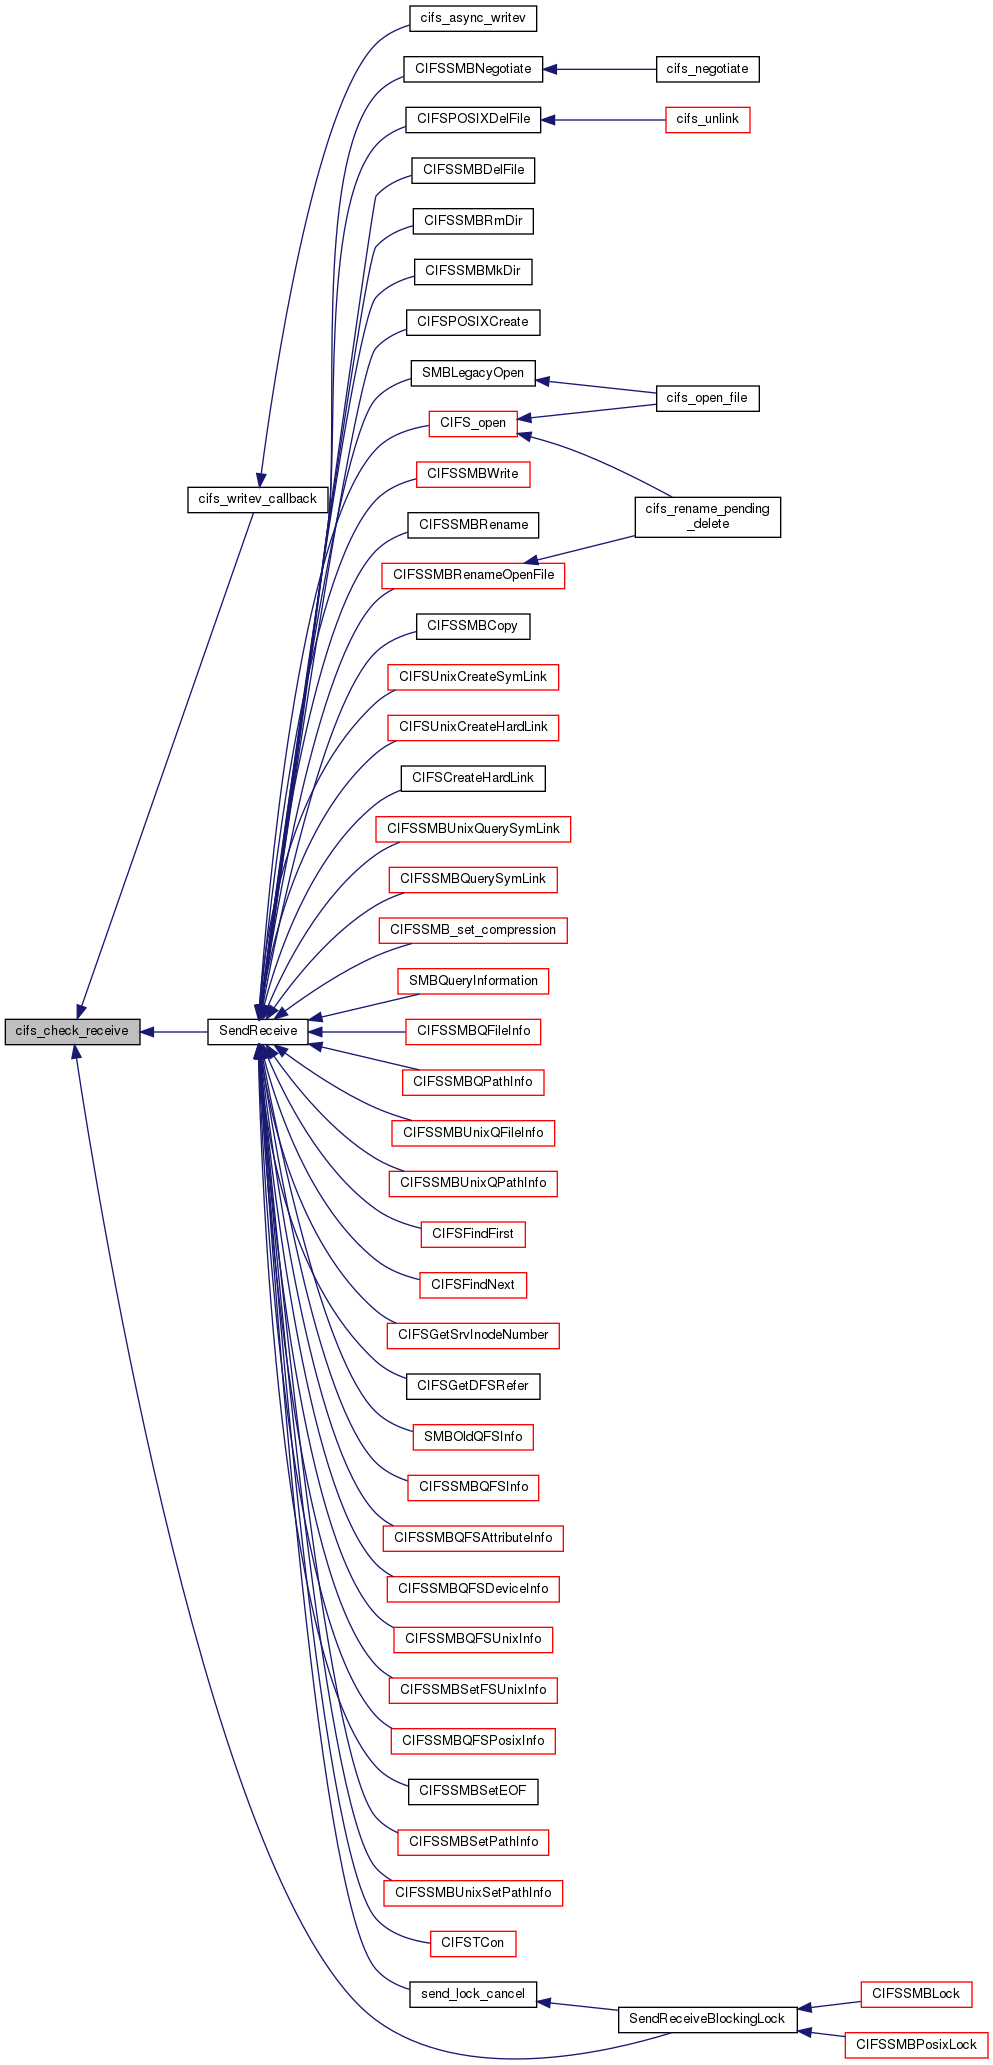 cifs_async_writev
CIFSSMBNegotiate
cifs_negotiate
CIFSPOSIXDelFile
cifs_unlink
CIFSSMBDelFile
CIFSSMBRmDir
CIFSSMBMkDir
CIFSPOSIXCreate
SMBLegacyOpen
cifs_open_file
CIFS_open
CIFSSMBWrite
cifs_writev_callback
cifs_rename_pending
_delete
CIFSSMBRename
CIFSSMBRenameOpenFile
CIFSSMBCopy
CIFSUnixCreateSymLink
CIFSUnixCreateHardLink
CIFSCreateHardLink
CIFSSMBUnixQuerySymLink
CIFSSMBQuerySymLink
CIFSSMB_set_compression
SMBQueryInformation
cifs_check_receive
SendReceive
CIFSSMBQFileInfo
CIFSSMBQPathInfo
CIFSSMBUnixQFileInfo
CIFSSMBUnixQPathInfo
CIFSFindFirst
CIFSFindNext
CIFSGetSrvInodeNumber
CIFSGetDFSRefer
SMBOldQFSInfo
CIFSSMBQFSInfo
CIFSSMBQFSAttributeInfo
CIFSSMBQFSDeviceInfo
CIFSSMBQFSUnixInfo
CIFSSMBSetFSUnixInfo
CIFSSMBQFSPosixInfo
CIFSSMBSetEOF
CIFSSMBSetPathInfo
CIFSSMBUnixSetPathInfo
CIFSTCon
send_lock_cancel
CIFSSMBLock
SendReceiveBlockingLock
CIFSSMBPosixLock